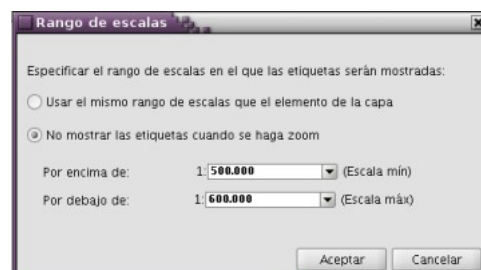 Rango de escalas
Especificar el rango de escalas en el que las etiquetas serán mostradas:
Usar el mismo rango de escalas que el elemento de la capa
No mostrar las etiquetas cuando se haga zoom
Por encima de: 1: 500.000 (Escala mín)
Por debajo de: 1: 600.000 (Escala máx)
Aceptar Cancelar